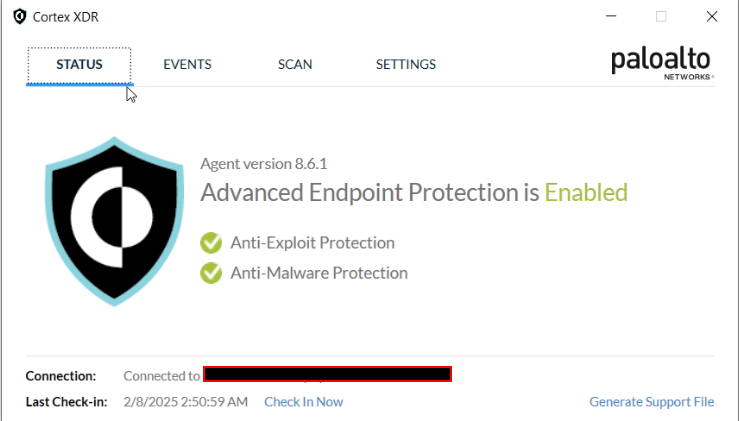 Cortex XDR
STATUS EVENTS SCAN SETTINGS
paloalto
NETWORKS®
Agent version 8.6.1
Advanced Endpoint Protection is Enabled
Anti-Exploit Protection
Anti-Malware Protection
Connection: Connected to
Last Check-in: 2/8/2025 2:50:59 AM Check In Now Generate Support File